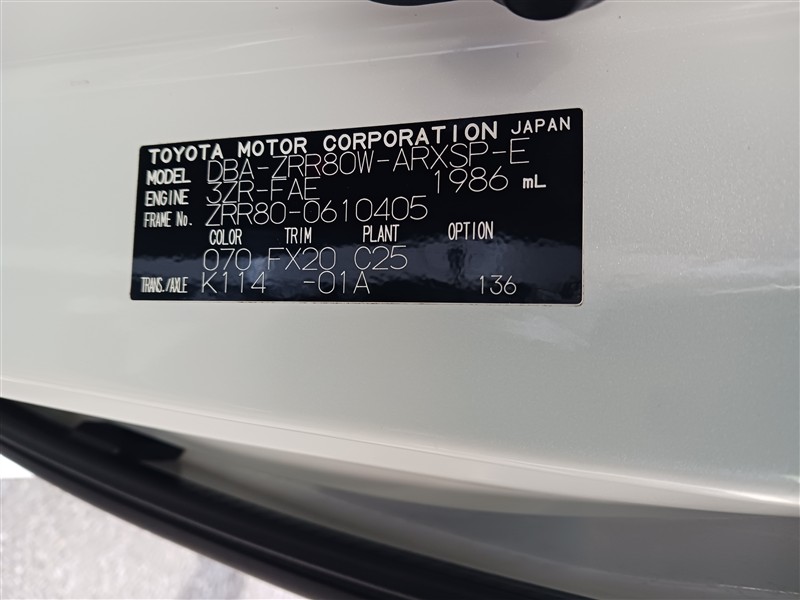 TOYOTA MOTOR CORPORATION JAPAN
MODEL DBA-ZRR80W-ARXSP-E
ENGINE 3ZR-FAE 1986 mL
FRAME No. ZRR80-0610405
COLOR TRIM PLANT OPTION
070 FX20 C25
TRANS./AXLE K114 -01A 136